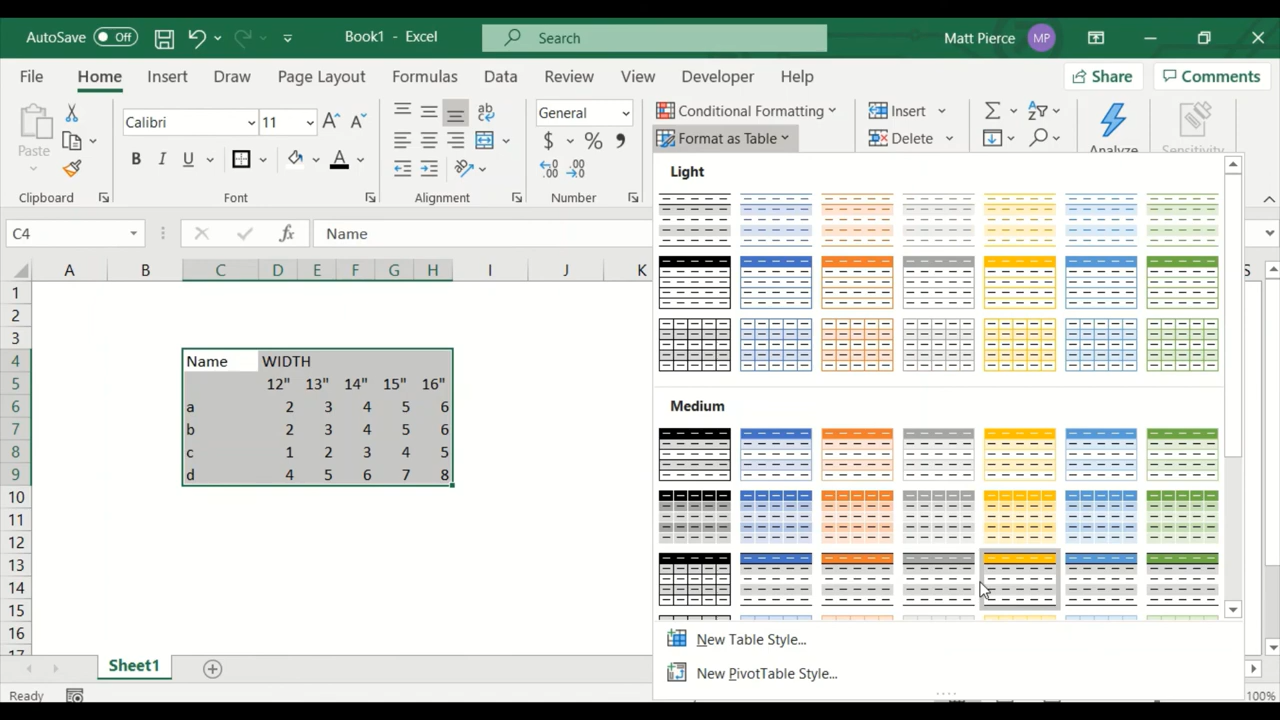 AutoSave Off Book1 - Excel Search Matt Pierce MP
File Home Insert Draw Page Layout Formulas Data Review View Developer Help Share Comments
Paste
Calibri 11 A A
B I U A
General
$ % 9
Conditional Formatting
Format as Table
Insert
Delete
Analyze
Sensitivity
Clipboard Font Alignment Number
C4 fx Name
A B C D E F G H I J K S
1
2
3
4 Name WIDTH
5 12" 13" 14" 15" 16"
6 a 2 3 4 5 6
7 b 2 3 4 5 6
8 c 1 2 3 4 5
9 d 4 5 6 7 8
10
11
12
13
14
15
16
17
Light
Medium
New Table Style...
New PivotTable Style...
Sheet1
Ready 100%